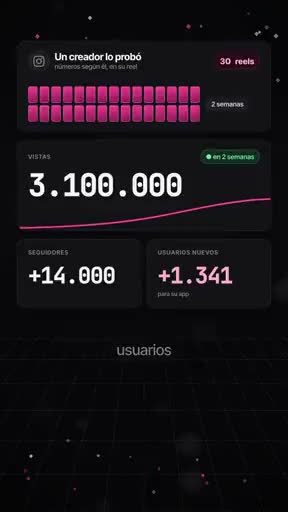 Un creador lo probó
números según él, en su reel
30 reels
2 semanas
VISTAS
en 2 semanas
3.100.000
SEGUIDORES
+14.000
USUARIOS NUEVOS
+1.341
para su app
usuarios